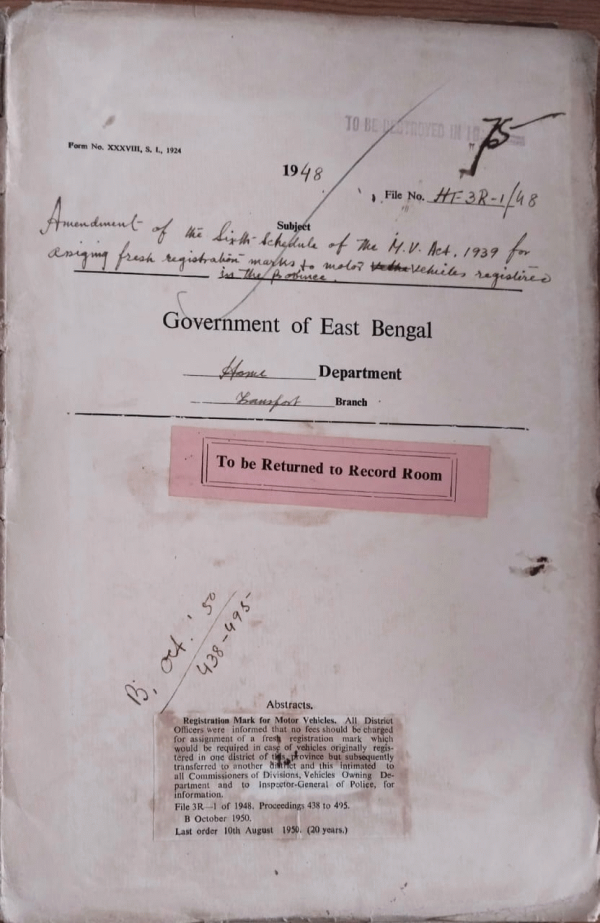 TO BE DESTROYED IN 19
75
Form No. XXXVIII, S. I., 1924
1948
File No. HF3R-1/48
Subject
Amendment of the Sixth Schedule of the M.V. Act, 1939 for
assigning fresh registration marks to motor vehicles registered
in the Province.
Government of East Bengal
Home Department
Transport Branch
To be Returned to Record Room
B, Oct. '50
438-495
Abstracts.
Registration Mark for Motor Vehicles. All District
Officers were informed that no fees should be charged
for assignment of a fresh registration mark which
would be required in case of vehicles originally regis-
tered in one district of this province but subsequently
transferred to another district and this intimated to
all Commissioners of Divisions, Vehicles Owning De-
partment and to Inspector-General of Police, for
information.
File 3R—1 of 1948. Proceedings 438 to 495.
B October 1950.
Last order 10th August 1950. (20 years.)